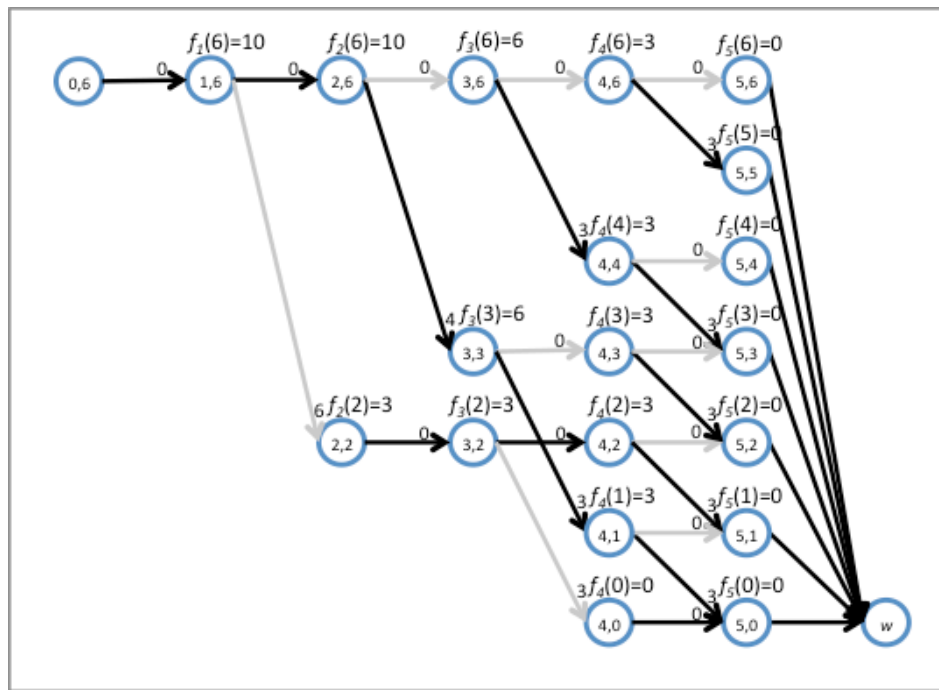 f1(6)=10 f2(6)=10 f3(6)=6 f4(6)=3 f5(6)=0
0 0 0 0 0
0,6 1,6 2,6 3,6 4,6 5,6
3 f5(5)=0
5,5
3 f4(4)=3 0 f5(4)=0
4,4 5,4
4 f3(3)=6 0 f4(3)=3 0 3 f5(3)=0
3,3 4,3 5,3
6 f2(2)=3 0 f3(2)=3 0 f4(2)=3 0 3 f5(2)=0
2,2 3,2 4,2 5,2
3 f4(1)=3 0 3 f5(1)=0
4,1 5,1
3 f4(0)=0 0 3 f5(0)=0
4,0 5,0 w